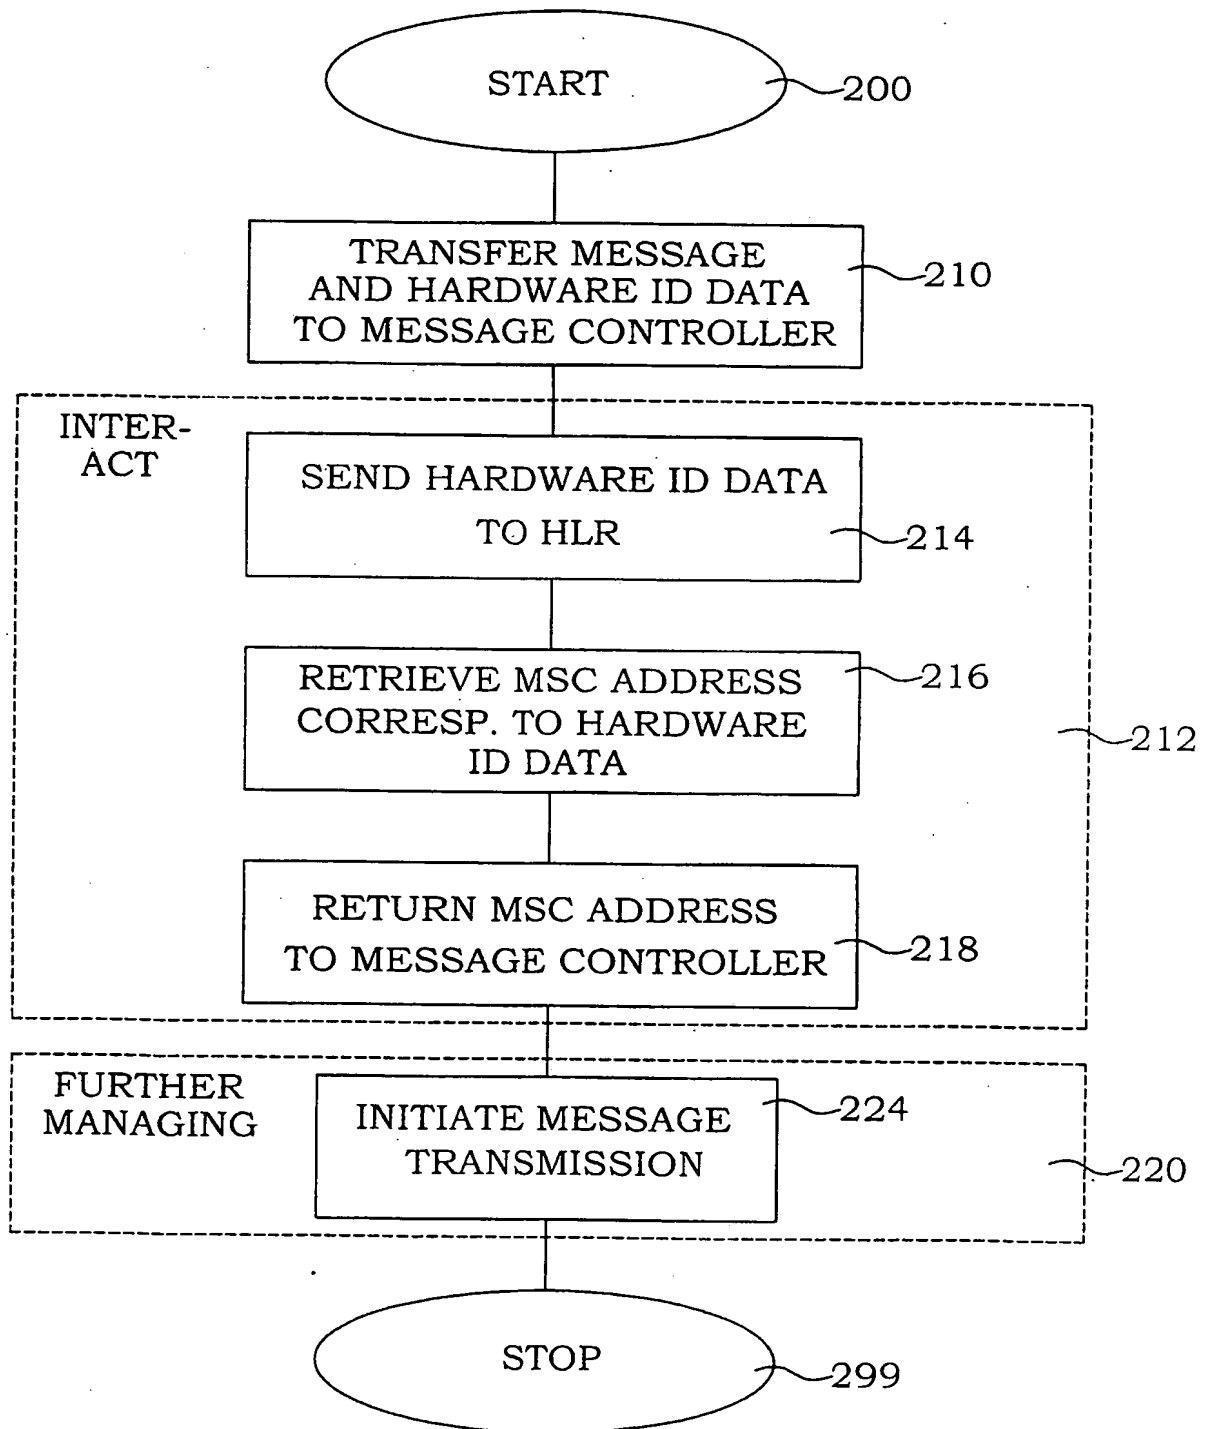 START
200
TRANSFER MESSAGE
AND HARDWARE ID DATA
TO MESSAGE CONTROLLER
210
INTER-
ACT
SEND HARDWARE ID DATA
TO HLR
214
RETRIEVE MSC ADDRESS
CORRESP. TO HARDWARE
ID DATA
216
212
RETURN MSC ADDRESS
TO MESSAGE CONTROLLER
218
FURTHER
MANAGING
INITIATE MESSAGE
TRANSMISSION
224
220
STOP
299